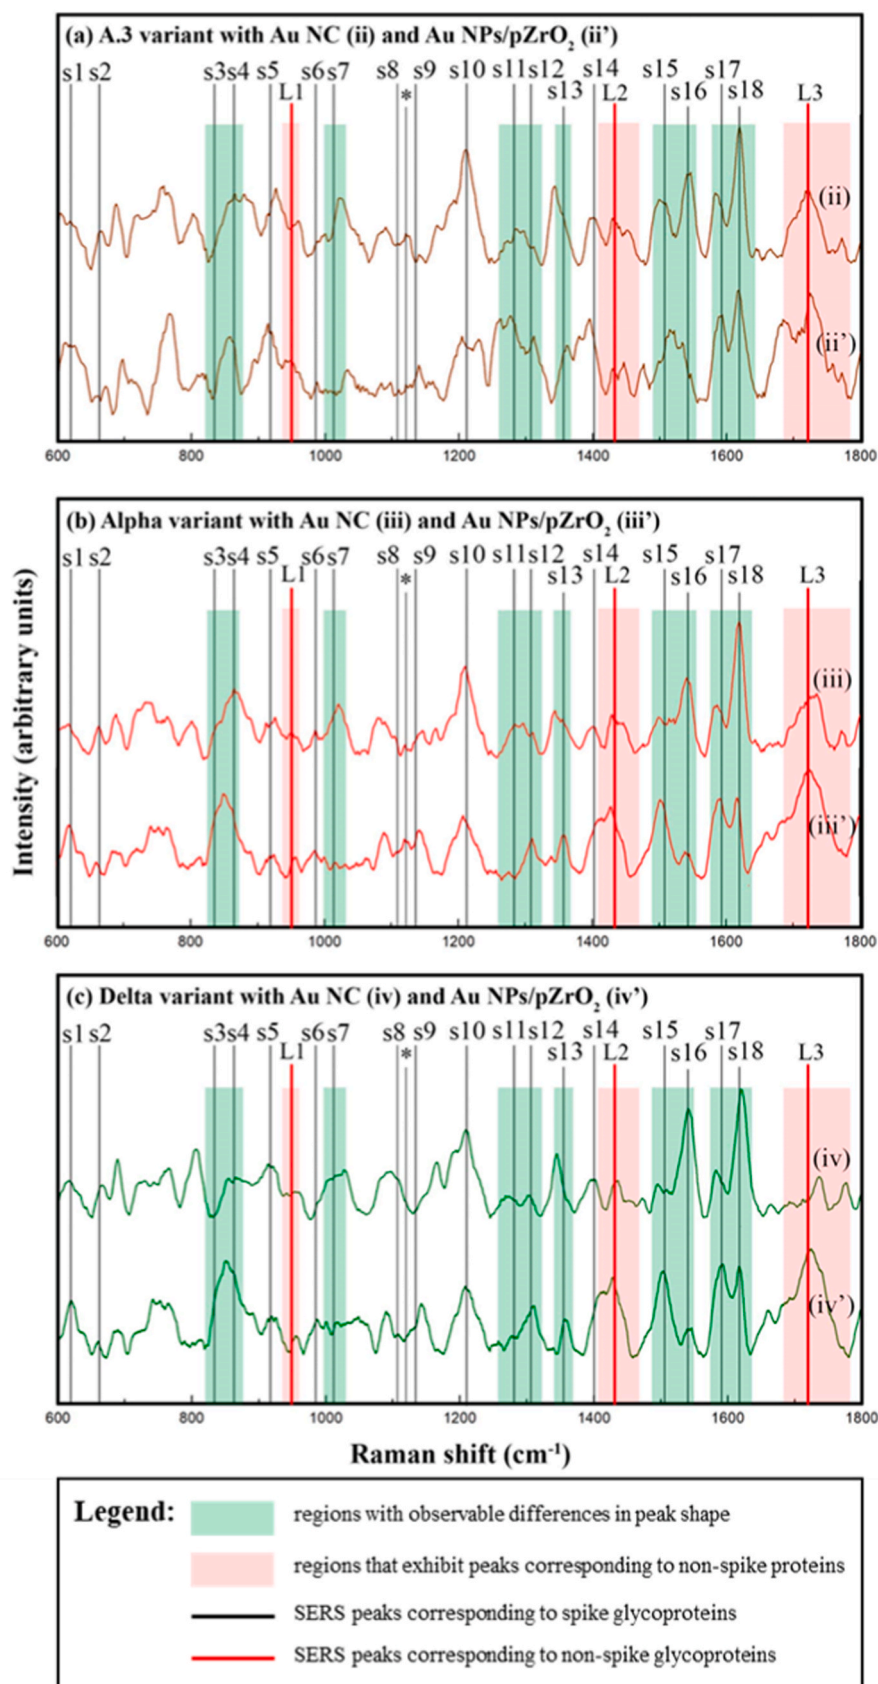 (a) A.3 variant with Au NC (ii) and Au NPs/pZrO₂ (ii')
s1 s2 s3 s4 s5 s6 s7 s8 s9 s10 s11 s12 s14 s15 s17
L1 * s13 L2 s16 s18 L3
(ii)
(ii')
600 800 1000 1200 1400 1600 1800
(b) Alpha variant with Au NC (iii) and Au NPs/pZrO₂ (iii')
s1 s2 s3 s4 s5 s6 s7 s8 s9 s10 s11 s12 s14 s15 s17
L1 * s13 L2 s16 s18 L3
(iii)
(iii')
600 800 1000 1200 1400 1600 1800
Intensity (arbitrary units)
(c) Delta variant with Au NC (iv) and Au NPs/pZrO₂ (iv')
s1 s2 s3 s4 s5 s6 s7 s8 s9 s10 s11 s12 s14 s15 s17
L1 * s13 L2 s16 s18 L3
(iv)
(iv')
600 800 1000 1200 1400 1600 1800
Raman shift (cm⁻¹)
Legend:
regions with observable differences in peak shape
regions that exhibit peaks corresponding to non-spike proteins
SERS peaks corresponding to spike glycoproteins
SERS peaks corresponding to non-spike glycoproteins